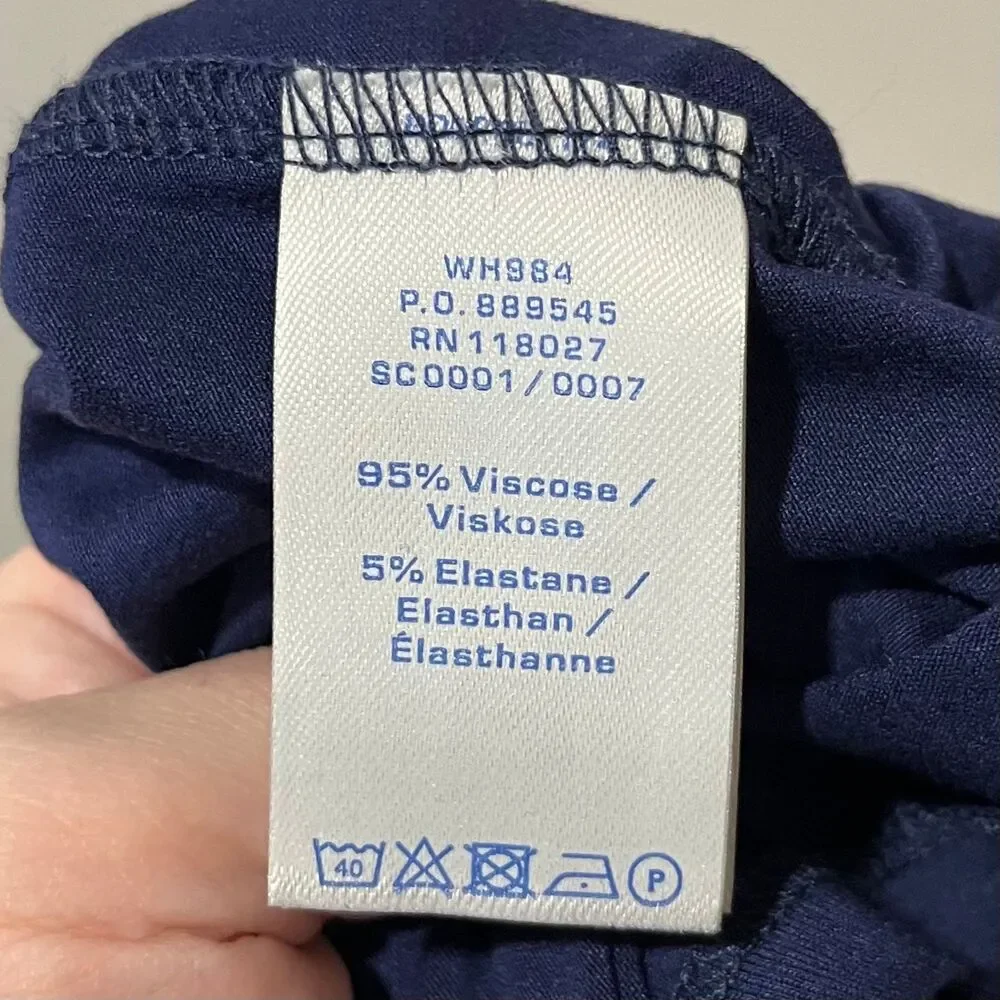 WH984
P.O. 889545
RN 118027
SC0001/0007
95% Viscose /
Viskose
5% Elastane /
Elasthan /
Élasthanne
40
P